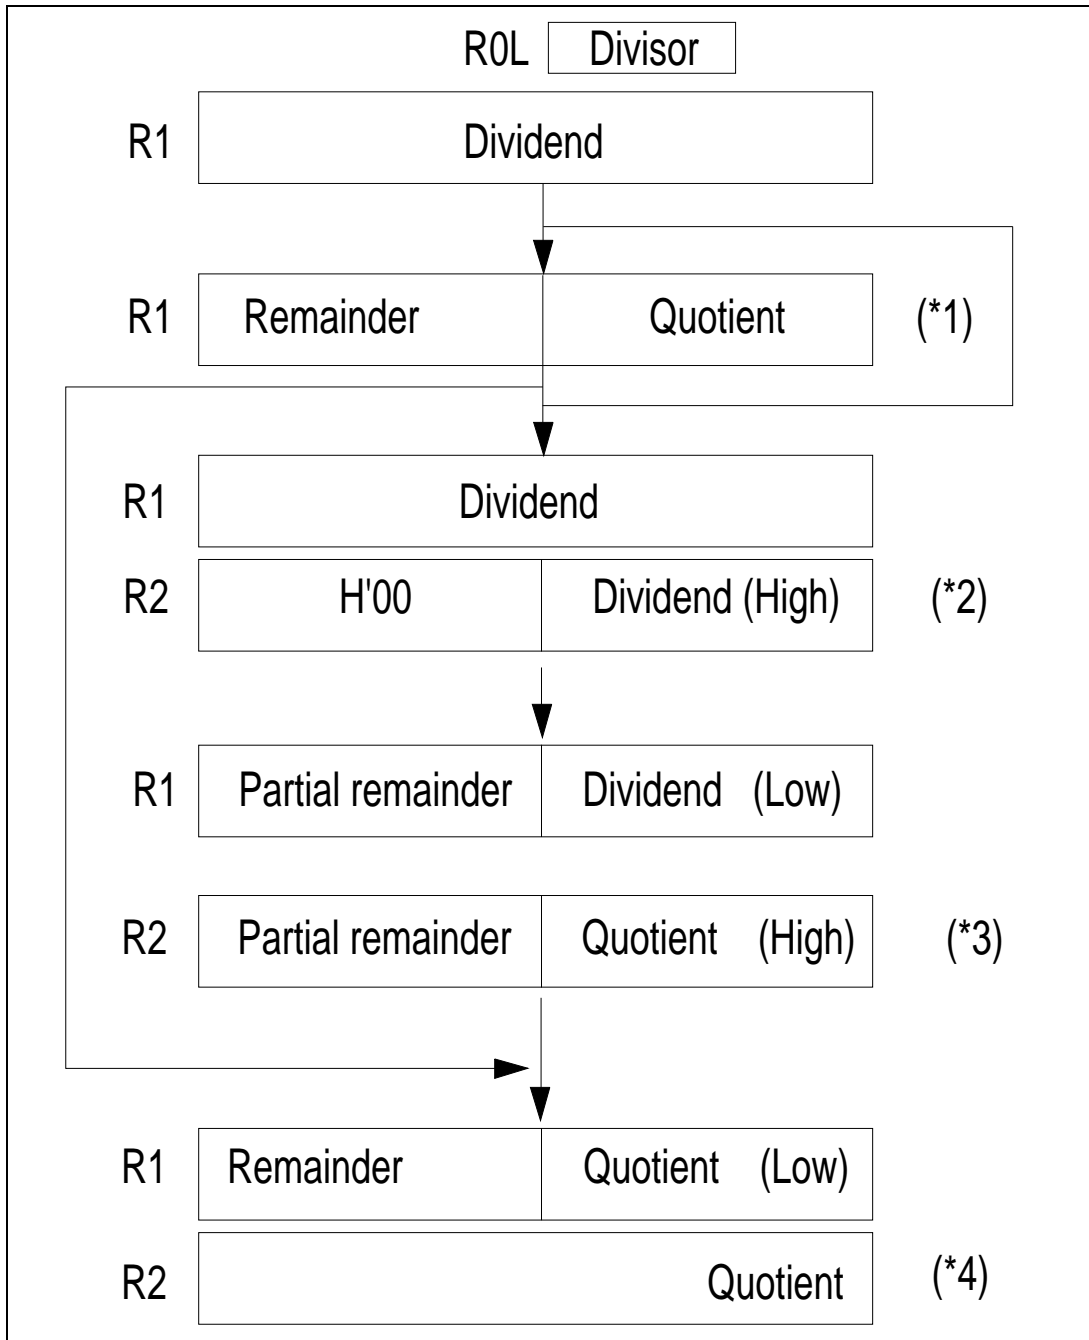 R0L Divisor
R1 Dividend
R1 Remainder Quotient (*1)
R1 Dividend
R2 H'00 Dividend (High) (*2)
R1 Partial remainder Dividend (Low)
R2 Partial remainder Quotient (High) (*3)
R1 Remainder Quotient (Low)
R2 Quotient (*4)